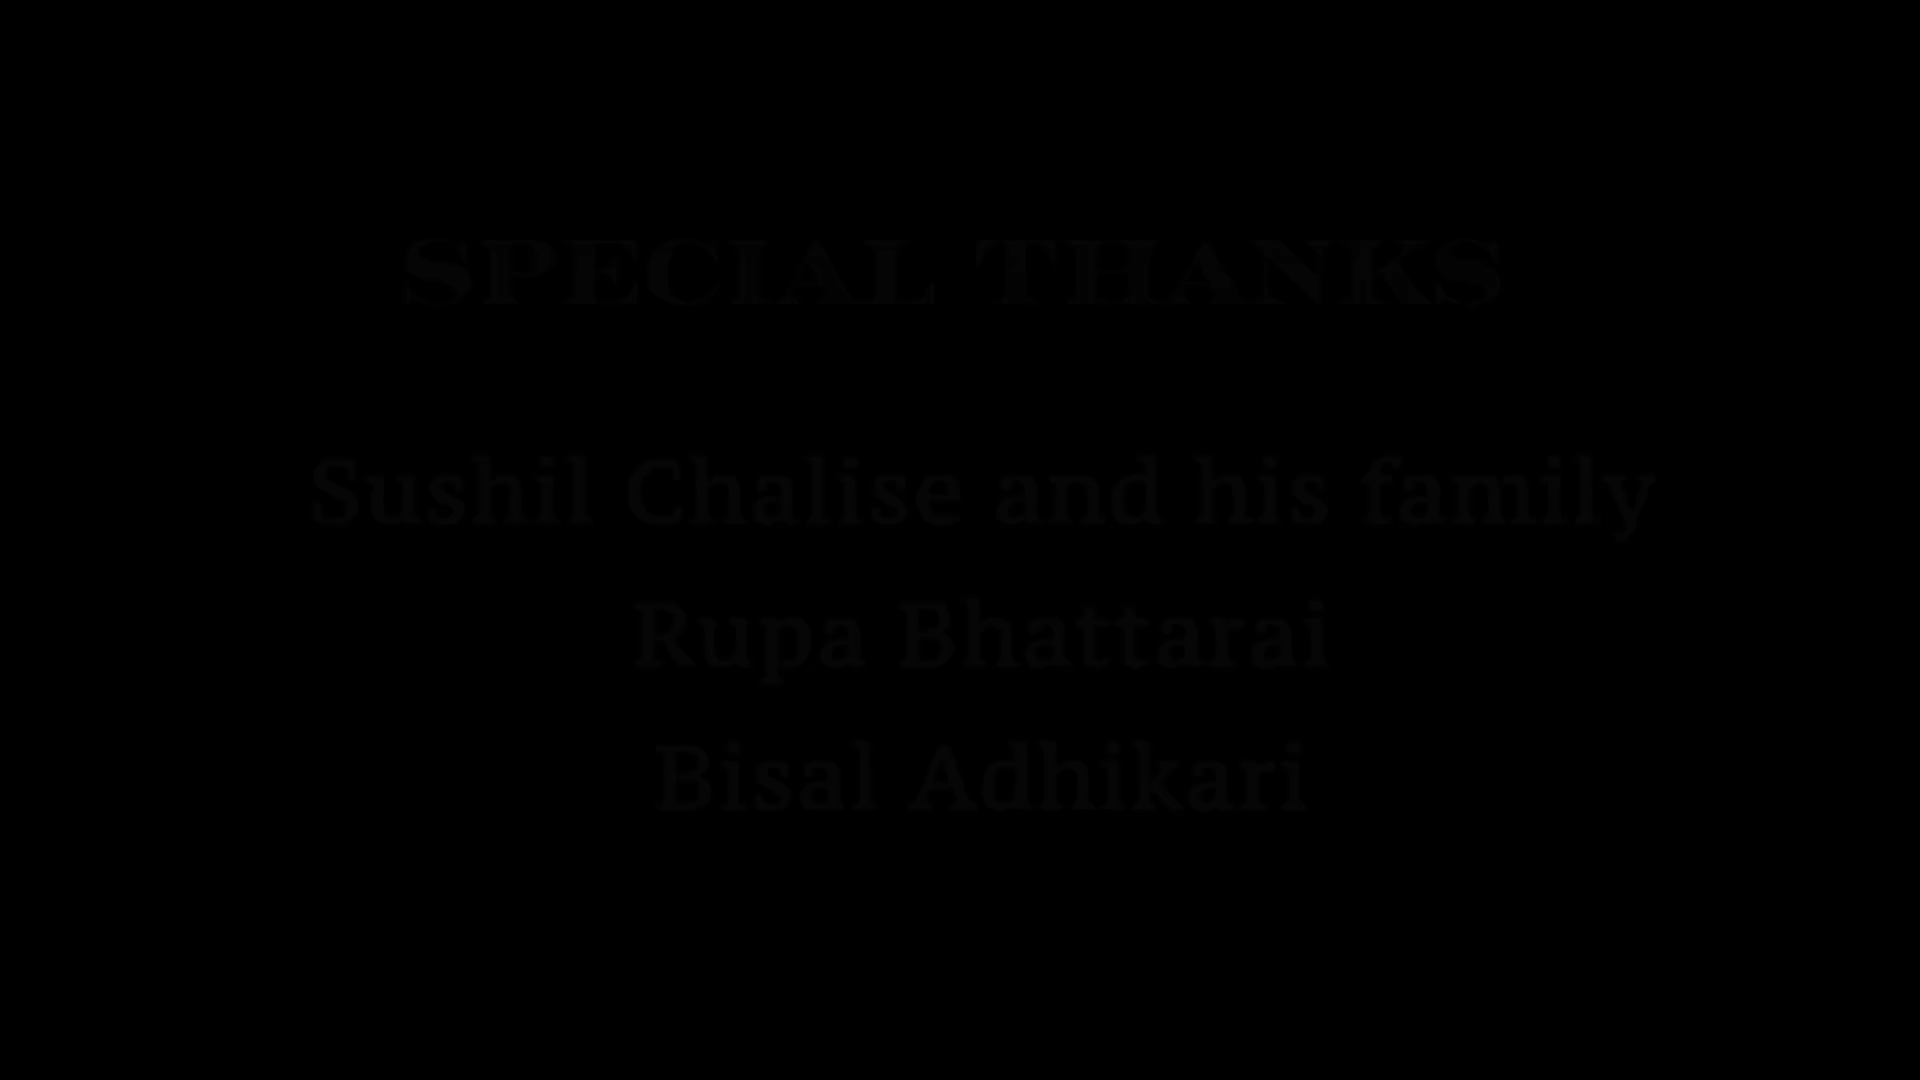 SPECIAL THANKS
Sushil Chalise and his family
Rupa Bhattarai
Bisal Adhikari